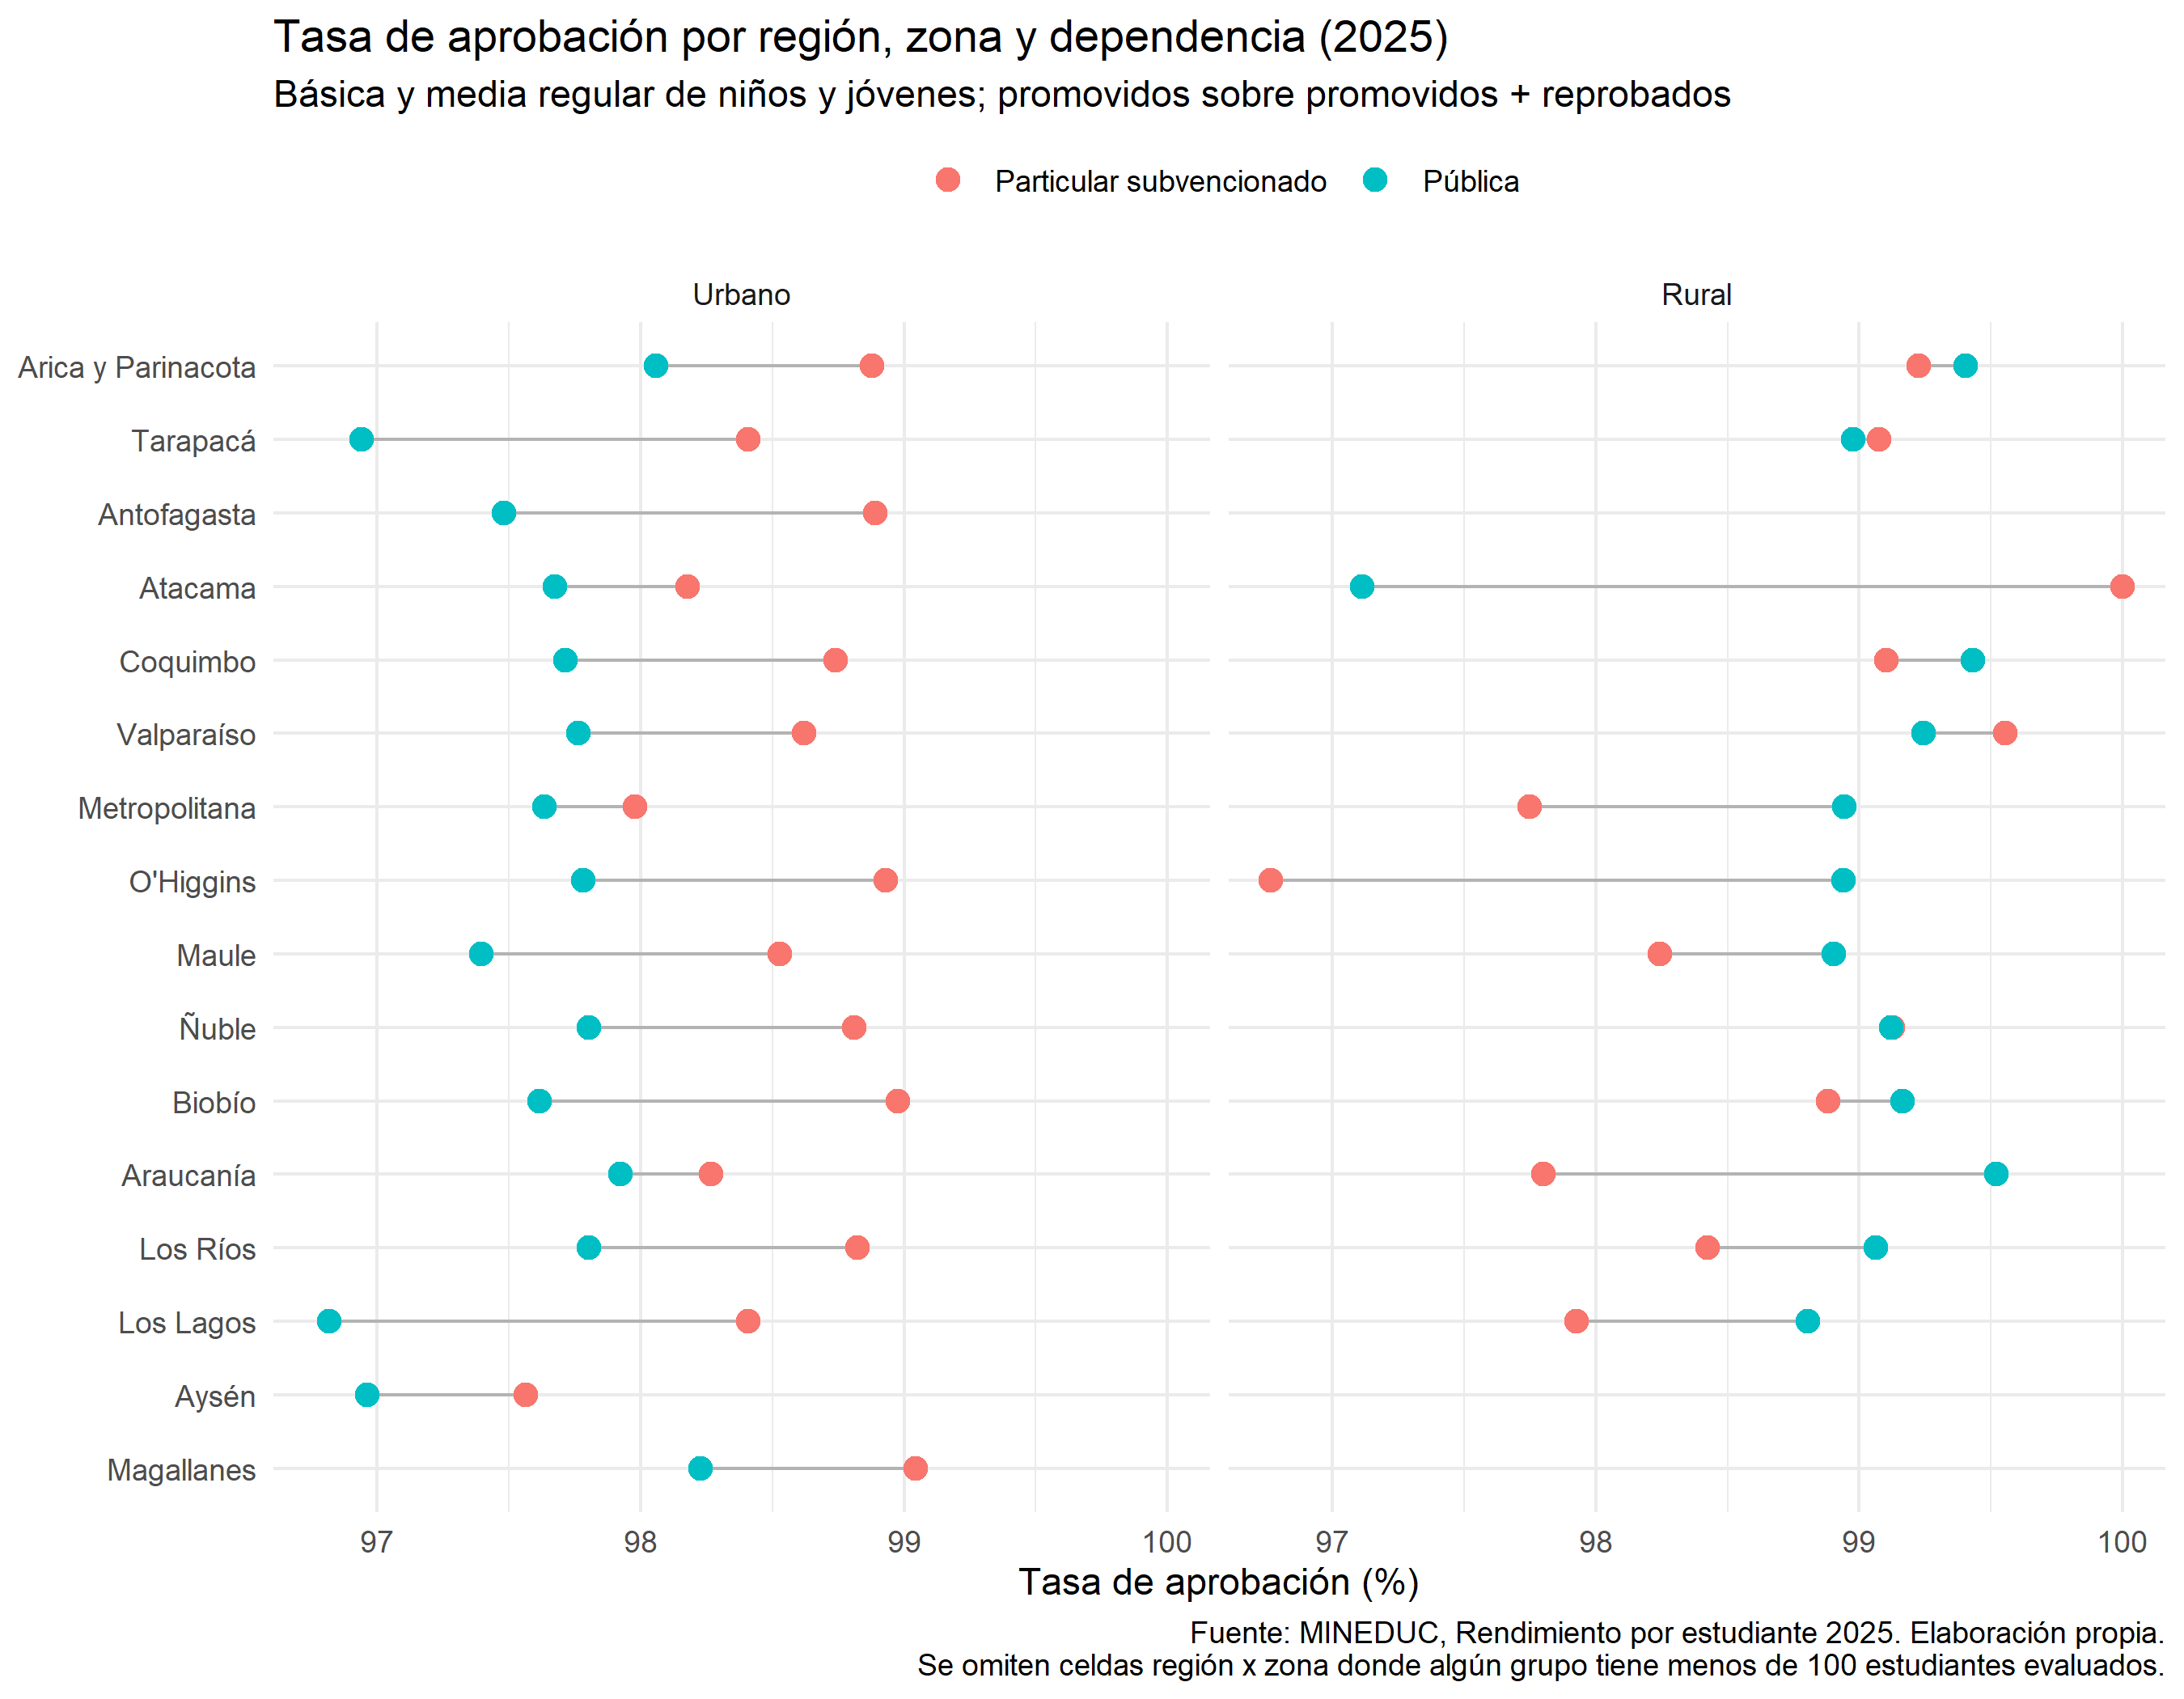 Tasa de aprobación por región, zona y dependencia (2025)
Básica y media regular de niños y jóvenes; promovidos sobre promovidos + reprobados
Particular subvencionado
Pública
Urbano
Rural
Arica y Parinacota
Tarapacá
Antofagasta
Atacama
Coquimbo
Valparaíso
Metropolitana
O'Higgins
Maule
Ñuble
Biobío
Araucanía
Los Ríos
Los Lagos
Aysén
Magallanes
97 98 99 100
97 98 99 100
Tasa de aprobación (%)
Fuente: MINEDUC, Rendimiento por estudiante 2025. Elaboración propia.
Se omiten celdas región x zona donde algún grupo tiene menos de 100 estudiantes evaluados.